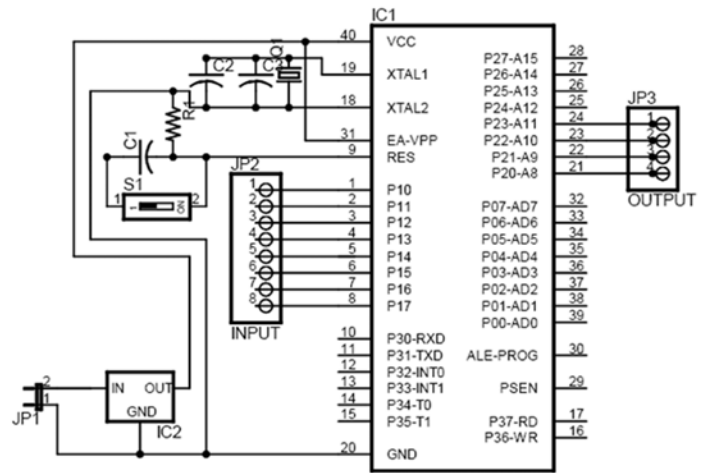 IC1
40 VCC
19 XTAL1
18 XTAL2
31 EA-VPP
9 RES
1 P10
2 P11
3 P12
4 P13
5 P14
6 P15
7 P16
8 P17
10 P30-RXD
11 P31-TXD
12 P32-INT0
13 P33-INT1
14 P34-T0
15 P35-T1
20 GND
P27-A15 28
P26-A14 27
P25-A13 26
P24-A12 25
P23-A11 24
P22-A10 23
P21-A9 22
P20-A8 21
P07-AD7 32
P06-AD6 33
P05-AD5 34
P04-AD4 35
P03-AD3 36
P02-AD2 37
P01-AD1 38
P00-AD0 39
ALE-PROG 30
PSEN 29
P37-RD 17
P36-WR 16
C2
Q1
R1
C1
S1
1 2
1 ON
JP2
1
2
3
4
5
6
7
8
INPUT
JP3
1
2
3
4
OUTPUT
2
1
JP1
IN OUT
GND
IC2